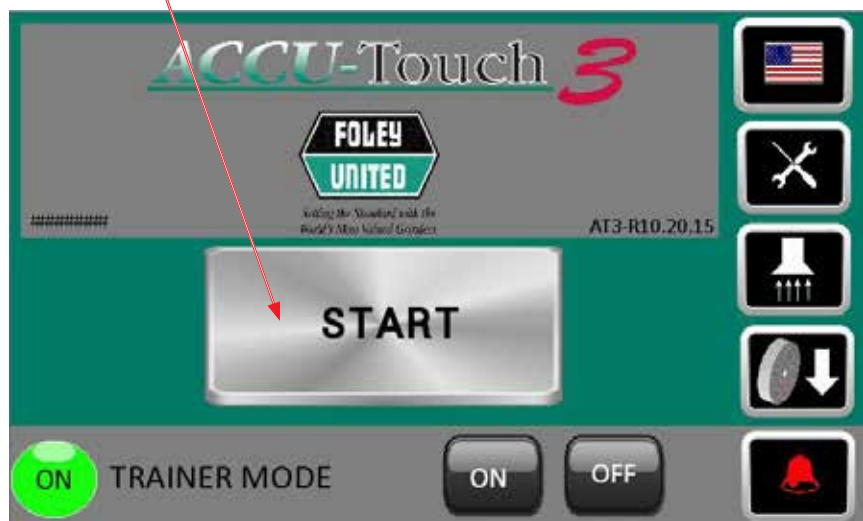 ACCU-Touch 3
FOLEY
UNITED
Setting the Standard with the
World's Most Valued Grinders
#########
AT3-R10.20.15
START
ON
TRAINER MODE
ON
OFF